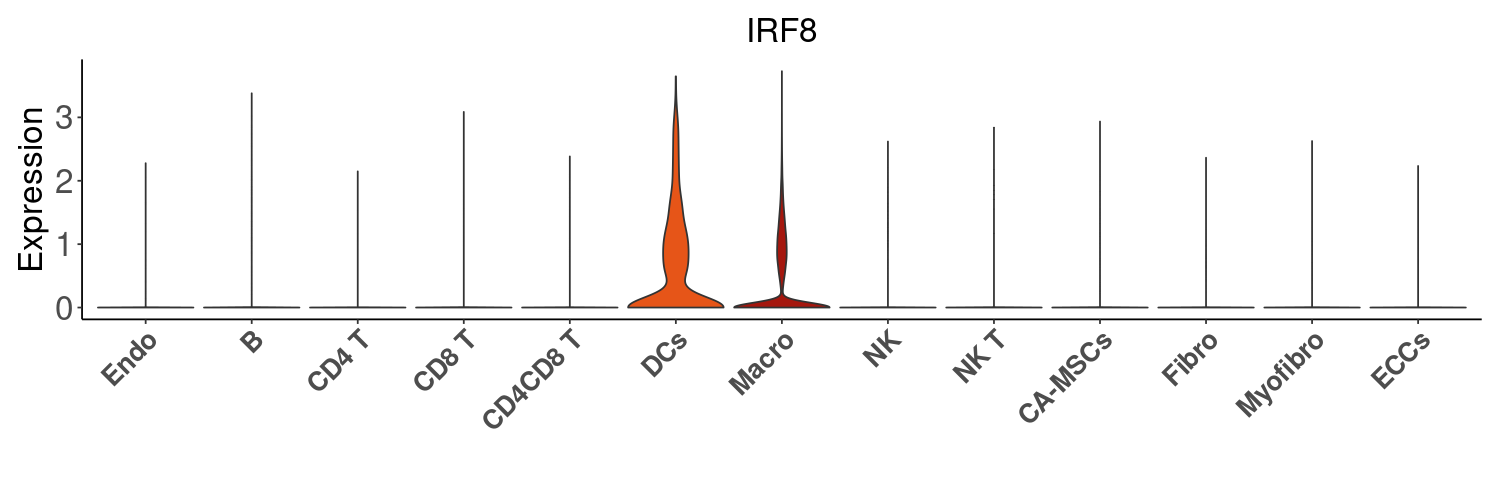 IRF8
Expression
3
2
1
0
Endo
B
CD4 T
CD8 T
CD4CD8 T
DCs
Macro
NK
NK T
CA-MSCs
Fibro
Myofibro
ECCs